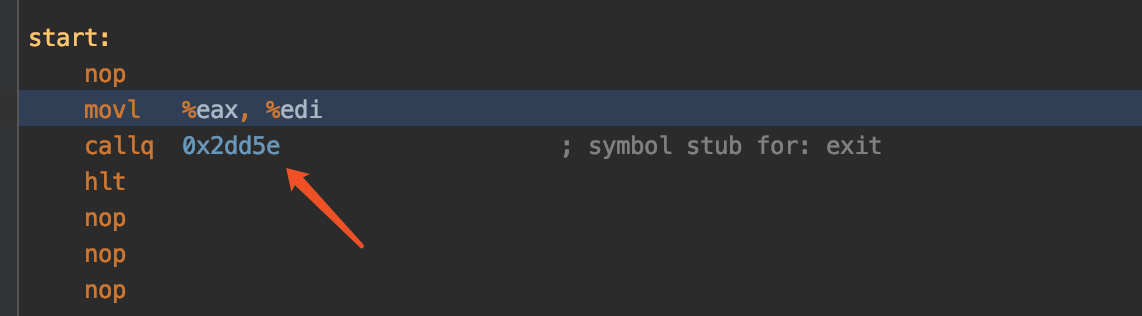 start:
nop
movl %eax, %edi
callq 0x2dd5e ; symbol stub for: exit
hlt
nop
nop
nop